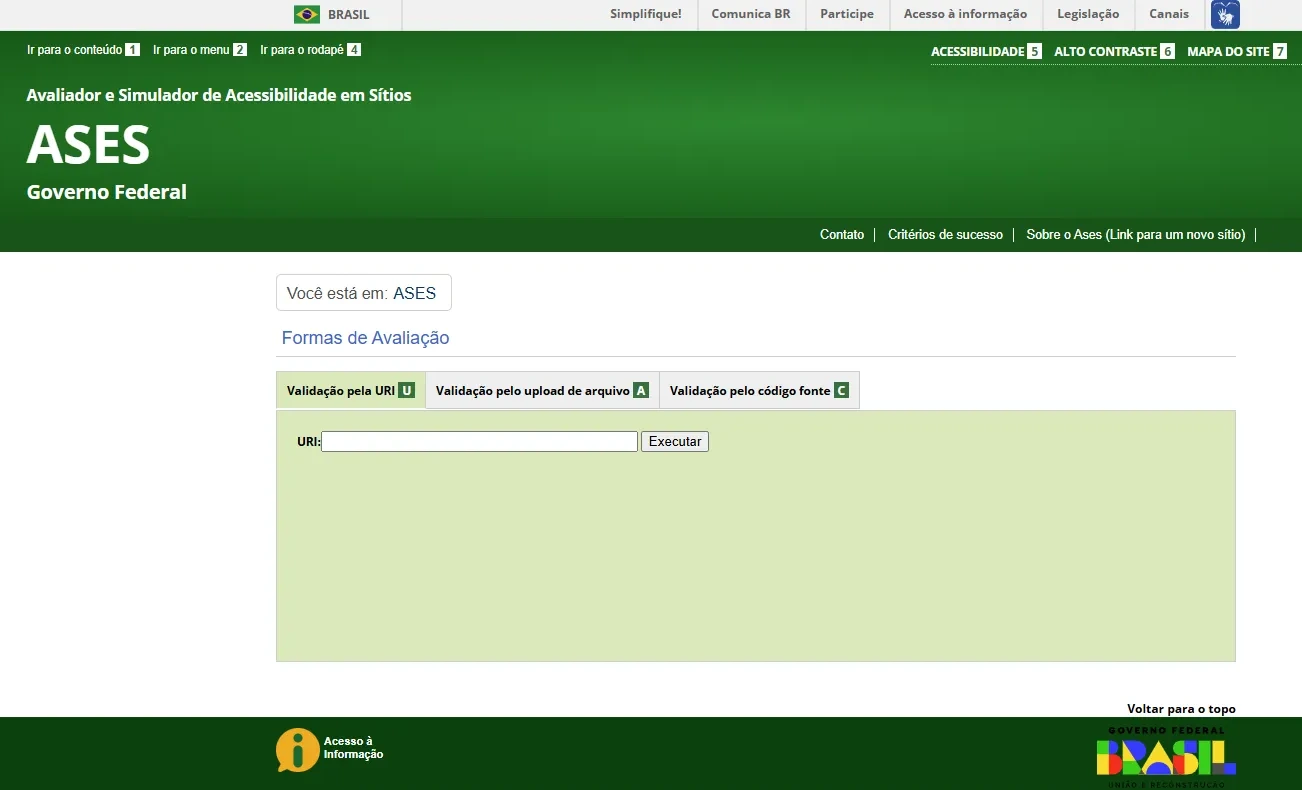 BRASIL Simplifique! Comunica BR Participe Acesso à informação Legislação Canais
Ir para o conteúdo 1 Ir para o menu 2 Ir para o rodapé 4 ACESSIBILIDADE 5 ALTO CONTRASTE 6 MAPA DO SITE 7
Avaliador e Simulador de Acessibilidade em Sítios
ASES
Governo Federal
Contato Critérios de sucesso Sobre o Ases (Link para um novo sítio)
Você está em: ASES
Formas de Avaliação
Validação pela URI U Validação pelo upload de arquivo A Validação pelo código fonte C
URI: Executar
Voltar para o topo
Acesso à
Informação
GOVERNO FEDERAL
BRASIL
UNIÃO E RECONSTRUÇÃO